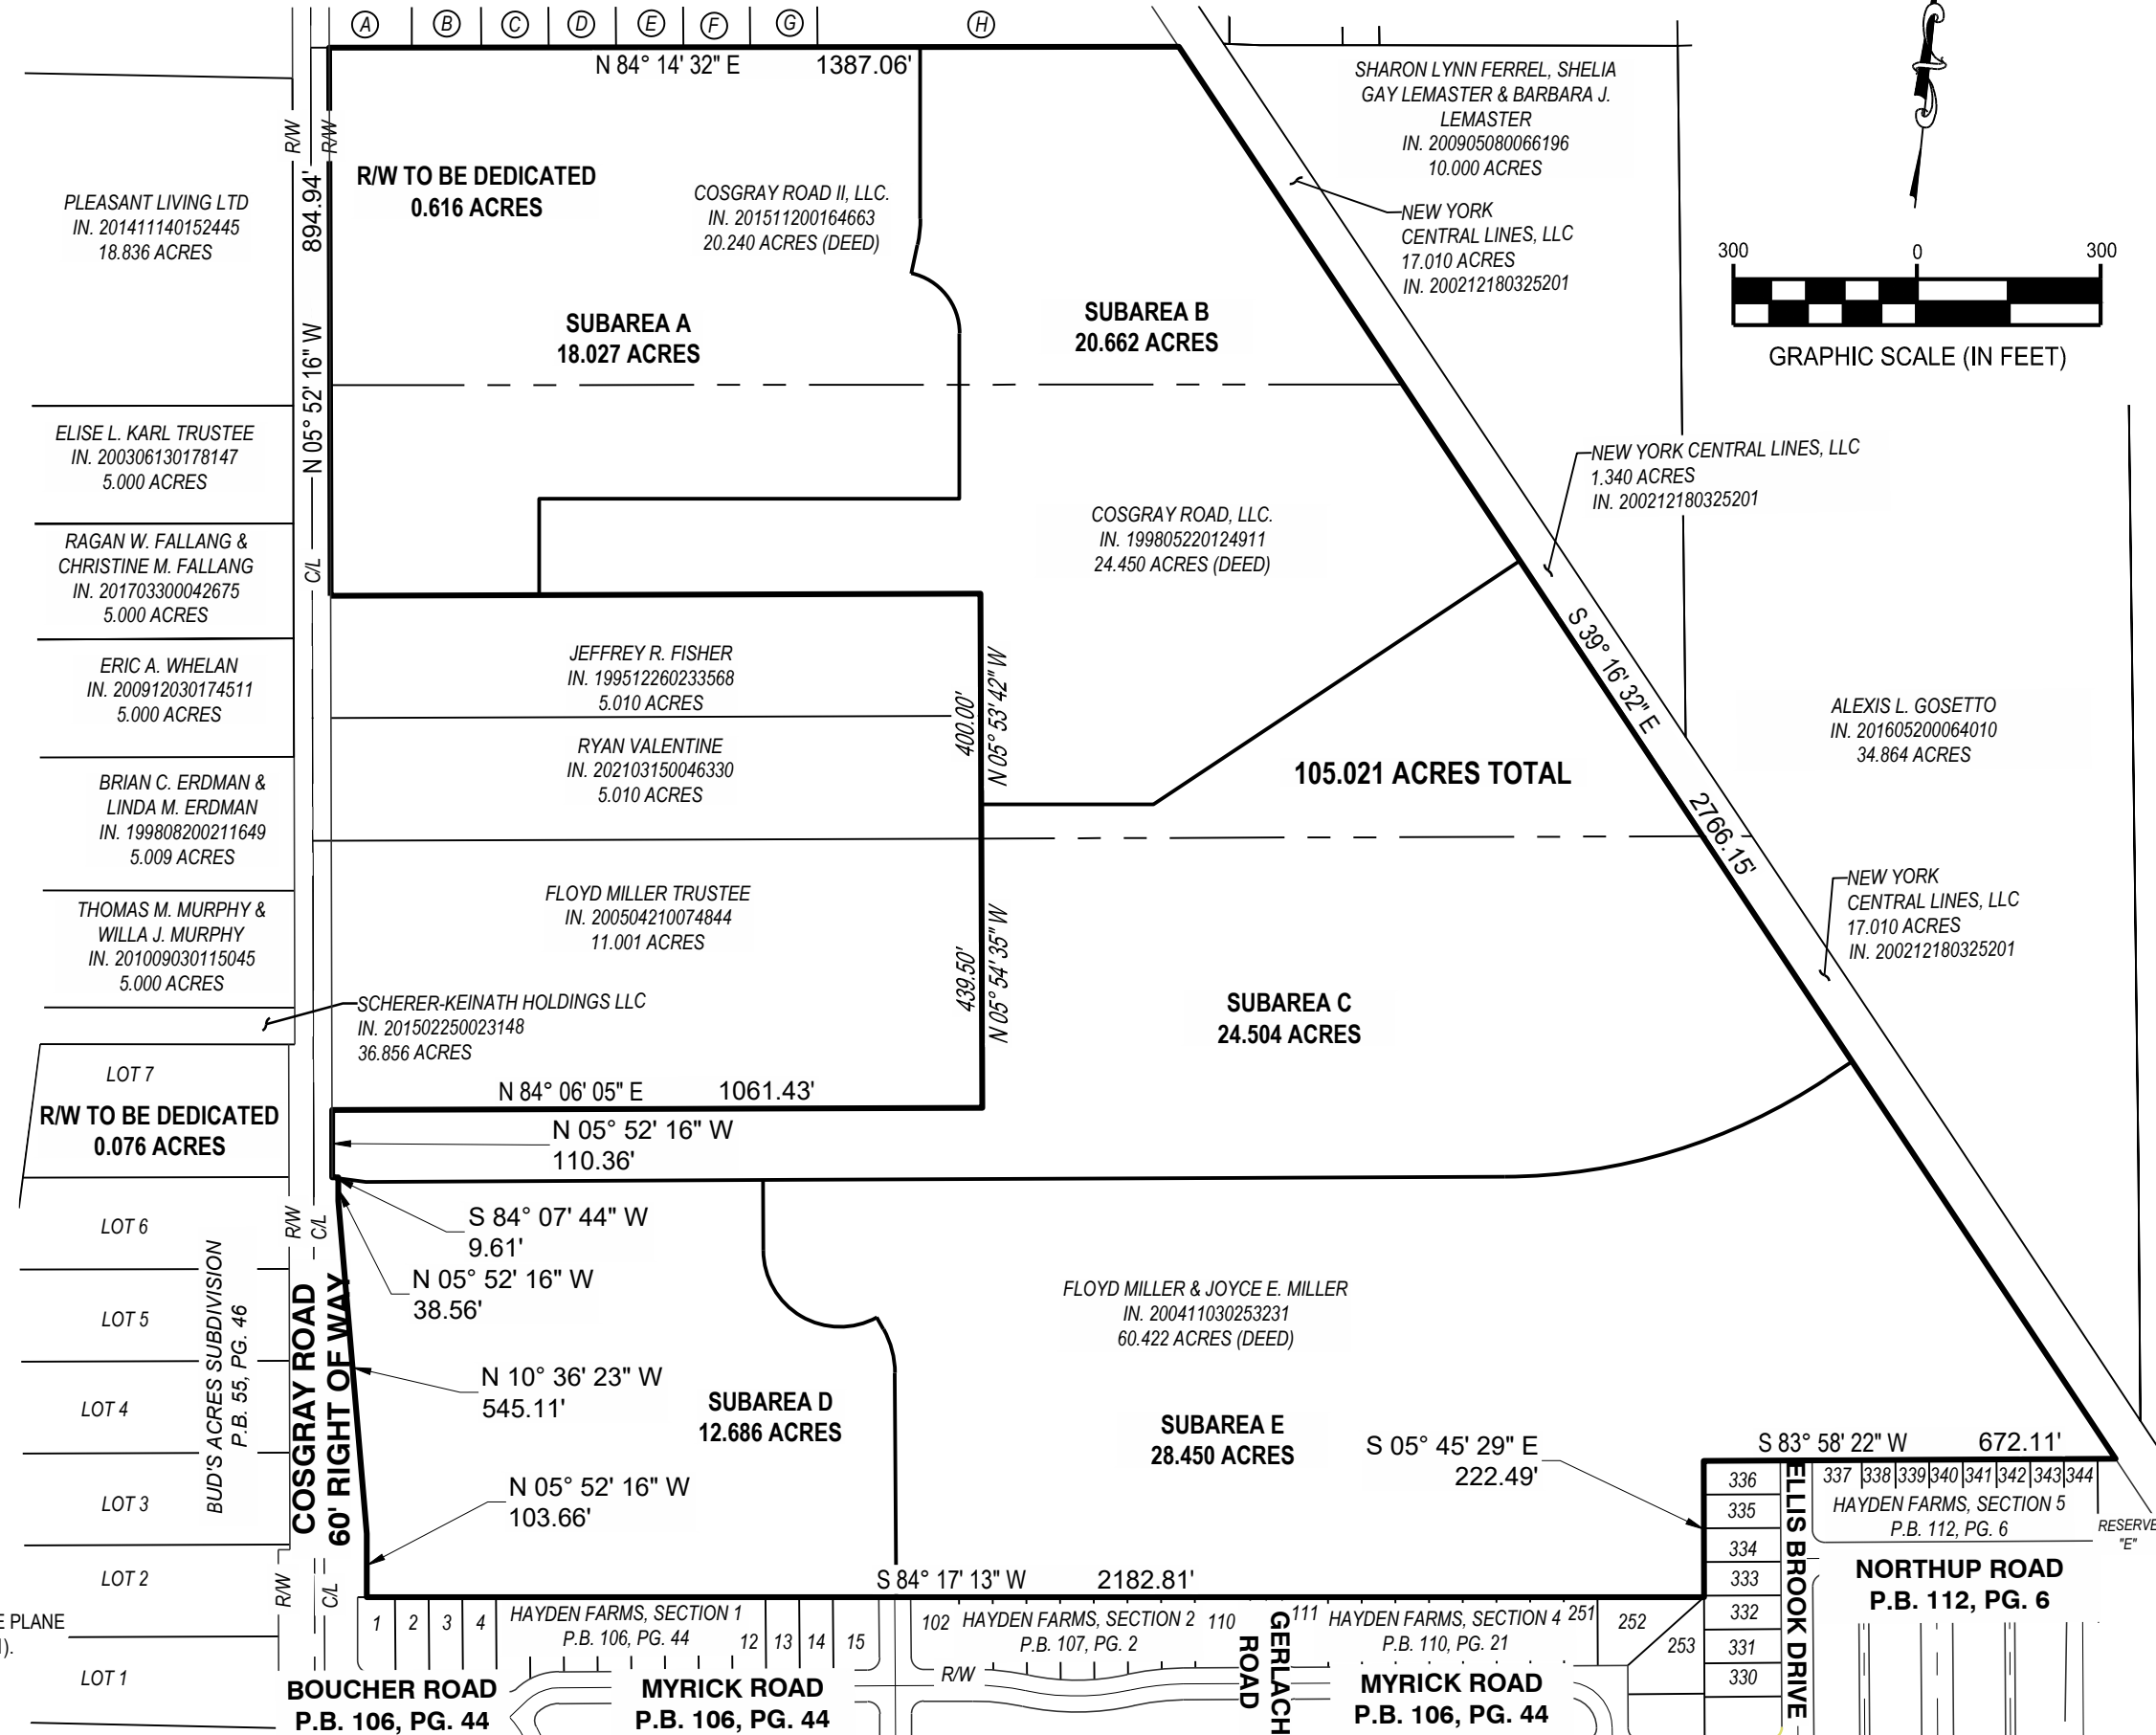 A B C D E F G H
N 84° 14' 32" E 1387.06'
R/W
R/W
894.94'
N 05° 52' 16" W
C/L
R/W TO BE DEDICATED
0.616 ACRES
COSGRAY ROAD II, LLC.
IN. 201511200164663
20.240 ACRES (DEED)
SHARON LYNN FERREL, SHELIA
GAY LEMASTER & BARBARA J.
LEMASTER
IN. 200905080066196
10.000 ACRES
NEW YORK
CENTRAL LINES, LLC
17.010 ACRES
IN. 200212180325201
300 0 300
GRAPHIC SCALE (IN FEET)
PLEASANT LIVING LTD
IN. 201411140152445
18.836 ACRES
SUBAREA A
18.027 ACRES
SUBAREA B
20.662 ACRES
ELISE L. KARL TRUSTEE
IN. 200306130178147
5.000 ACRES
NEW YORK CENTRAL LINES, LLC
1.340 ACRES
IN. 200212180325201
COSGRAY ROAD, LLC.
IN. 199805220124911
24.450 ACRES (DEED)
RAGAN W. FALLANG &
CHRISTINE M. FALLANG
IN. 201703300042675
5.000 ACRES
ERIC A. WHELAN
IN. 200912030174511
5.000 ACRES
JEFFREY R. FISHER
IN. 199512260233568
5.010 ACRES
400.00'
N 05° 53' 42" W
S 39° 16' 32" E
2766.15'
ALEXIS L. GOSETTO
IN. 201605200064010
34.864 ACRES
RYAN VALENTINE
IN. 202103150046330
5.010 ACRES
105.021 ACRES TOTAL
BRIAN C. ERDMAN &
LINDA M. ERDMAN
IN. 199808200211649
5.009 ACRES
THOMAS M. MURPHY &
WILLA J. MURPHY
IN. 201009030115045
5.000 ACRES
FLOYD MILLER TRUSTEE
IN. 200504210074844
11.001 ACRES
439.50'
N 05° 54' 35" W
NEW YORK
CENTRAL LINES, LLC
17.010 ACRES
IN. 200212180325201
SCHERER-KEINATH HOLDINGS LLC
IN. 201502250023148
36.856 ACRES
SUBAREA C
24.504 ACRES
LOT 7
R/W TO BE DEDICATED
0.076 ACRES
N 84° 06' 05" E 1061.43'
N 05° 52' 16" W
110.36'
S 84° 07' 44" W
9.61'
N 05° 52' 16" W
38.56'
LOT 6
LOT 5
LOT 4
LOT 3
LOT 2
LOT 1
BUD'S ACRES SUBDIVISION
P.B. 55, PG. 46
R/W
C/L
COSGRAY ROAD
60' RIGHT OF WAY
R/W
C/L
N 10° 36' 23" W
545.11'
N 05° 52' 16" W
103.66'
SUBAREA D
12.686 ACRES
FLOYD MILLER & JOYCE E. MILLER
IN. 200411030253231
60.422 ACRES (DEED)
SUBAREA E
28.450 ACRES
S 05° 45' 29" E
222.49'
S 83° 58' 22" W 672.11'
S 84° 17' 13" W 2182.81'
336
335
334
333
332
331
330
ELLIS BROOK DRIVE
337 338 339 340 341 342 343 344
HAYDEN FARMS, SECTION 5
P.B. 112, PG. 6
RESERVE
"E"
NORTHUP ROAD
P.B. 112, PG. 6
E PLANE
).
1 2 3 4
HAYDEN FARMS, SECTION 1
P.B. 106, PG. 44
12 13 14 15
102 HAYDEN FARMS, SECTION 2 110
P.B. 107, PG. 2
GERLACH
ROAD
111 HAYDEN FARMS, SECTION 4 251
P.B. 110, PG. 21
252
253
R/W
BOUCHER ROAD
P.B. 106, PG. 44
MYRICK ROAD
P.B. 106, PG. 44
MYRICK ROAD
P.B. 106, PG. 44